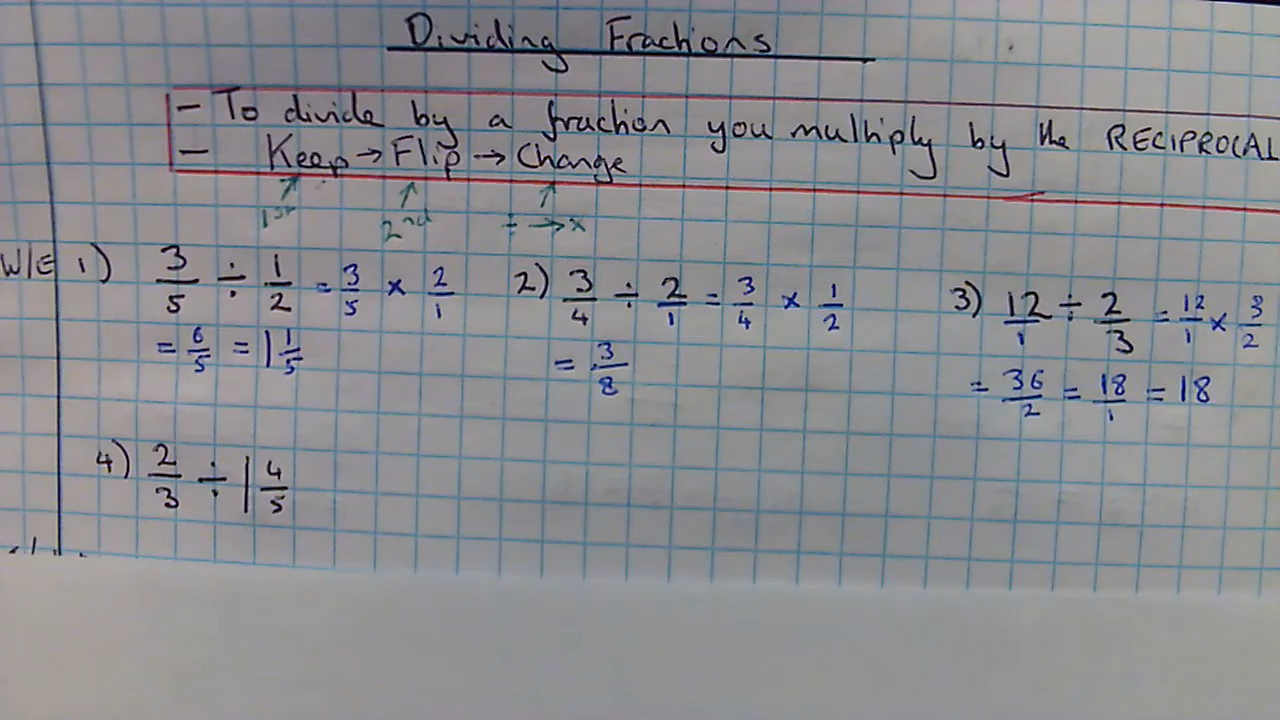 Dividing Fractions
- To divide by a fraction you multiply by the RECIPROCAL
- Keep → Flip → Change
1st 2nd ÷ → x
W/E 1) 3/5 ÷ 1/2 = 3/5 × 2/1 2) 3/4 ÷ 2/1 = 3/4 × 1/2 3) 12/1 ÷ 2/3 = 12/1 × 3/2
= 6/5 = 1 1/5 = 3/8 = 36/2 = 18/1 = 18
4) 2/3 ÷ 1 4/5